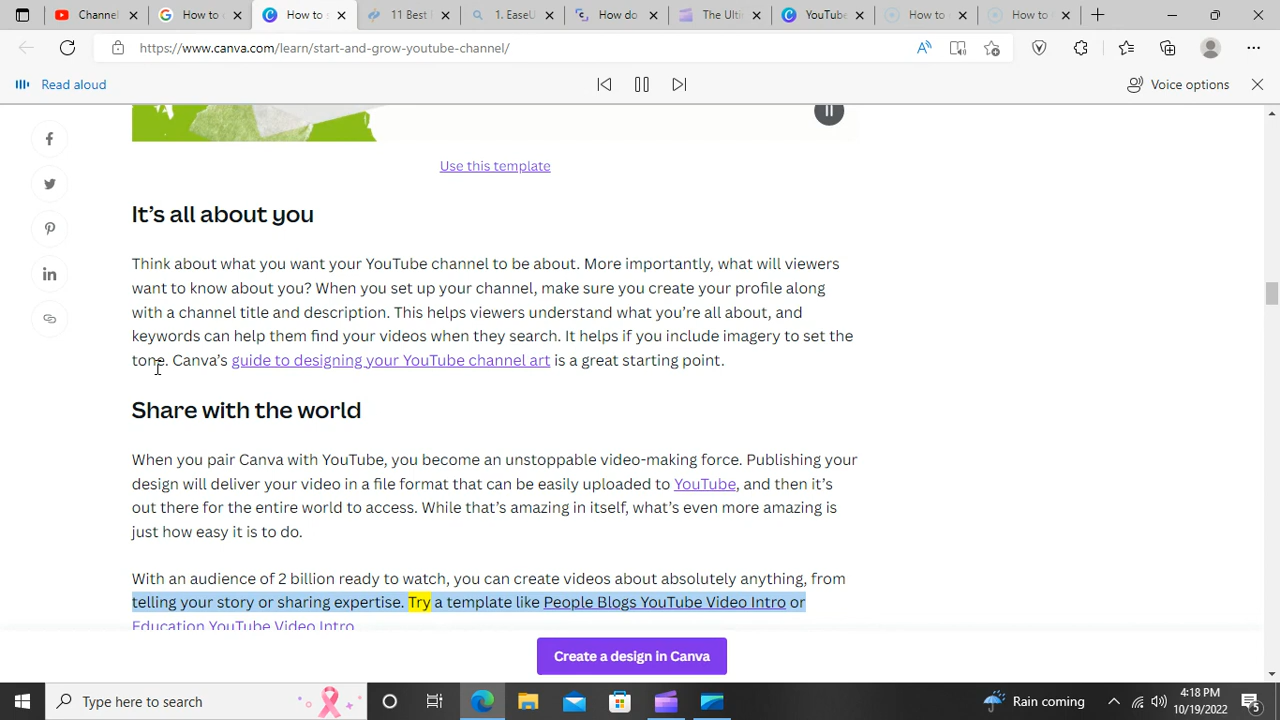 Channel
How to
How to s
11 Best
1. EaseU
How do
The Ulti
YouTube
How to
How to
https://www.canva.com/learn/start-and-grow-youtube-channel/
Read aloud
Voice options
Use this template
It's all about you
Think about what you want your YouTube channel to be about. More importantly, what will viewers
want to know about you? When you set up your channel, make sure you create your profile along
with a channel title and description. This helps viewers understand what you're all about, and
keywords can help them find your videos when they search. It helps if you include imagery to set the
tone. Canva's guide to designing your YouTube channel art is a great starting point.
Share with the world
When you pair Canva with YouTube, you become an unstoppable video-making force. Publishing your
design will deliver your video in a file format that can be easily uploaded to YouTube, and then it's
out there for the entire world to access. While that's amazing in itself, what's even more amazing is
just how easy it is to do.
With an audience of 2 billion ready to watch, you can create videos about absolutely anything, from
telling your story or sharing expertise. Try a template like People Blogs YouTube Video Intro or
Education YouTube Video Intro.
Create a design in Canva
Type here to search
Rain coming
4:18 PM
10/19/2022
5